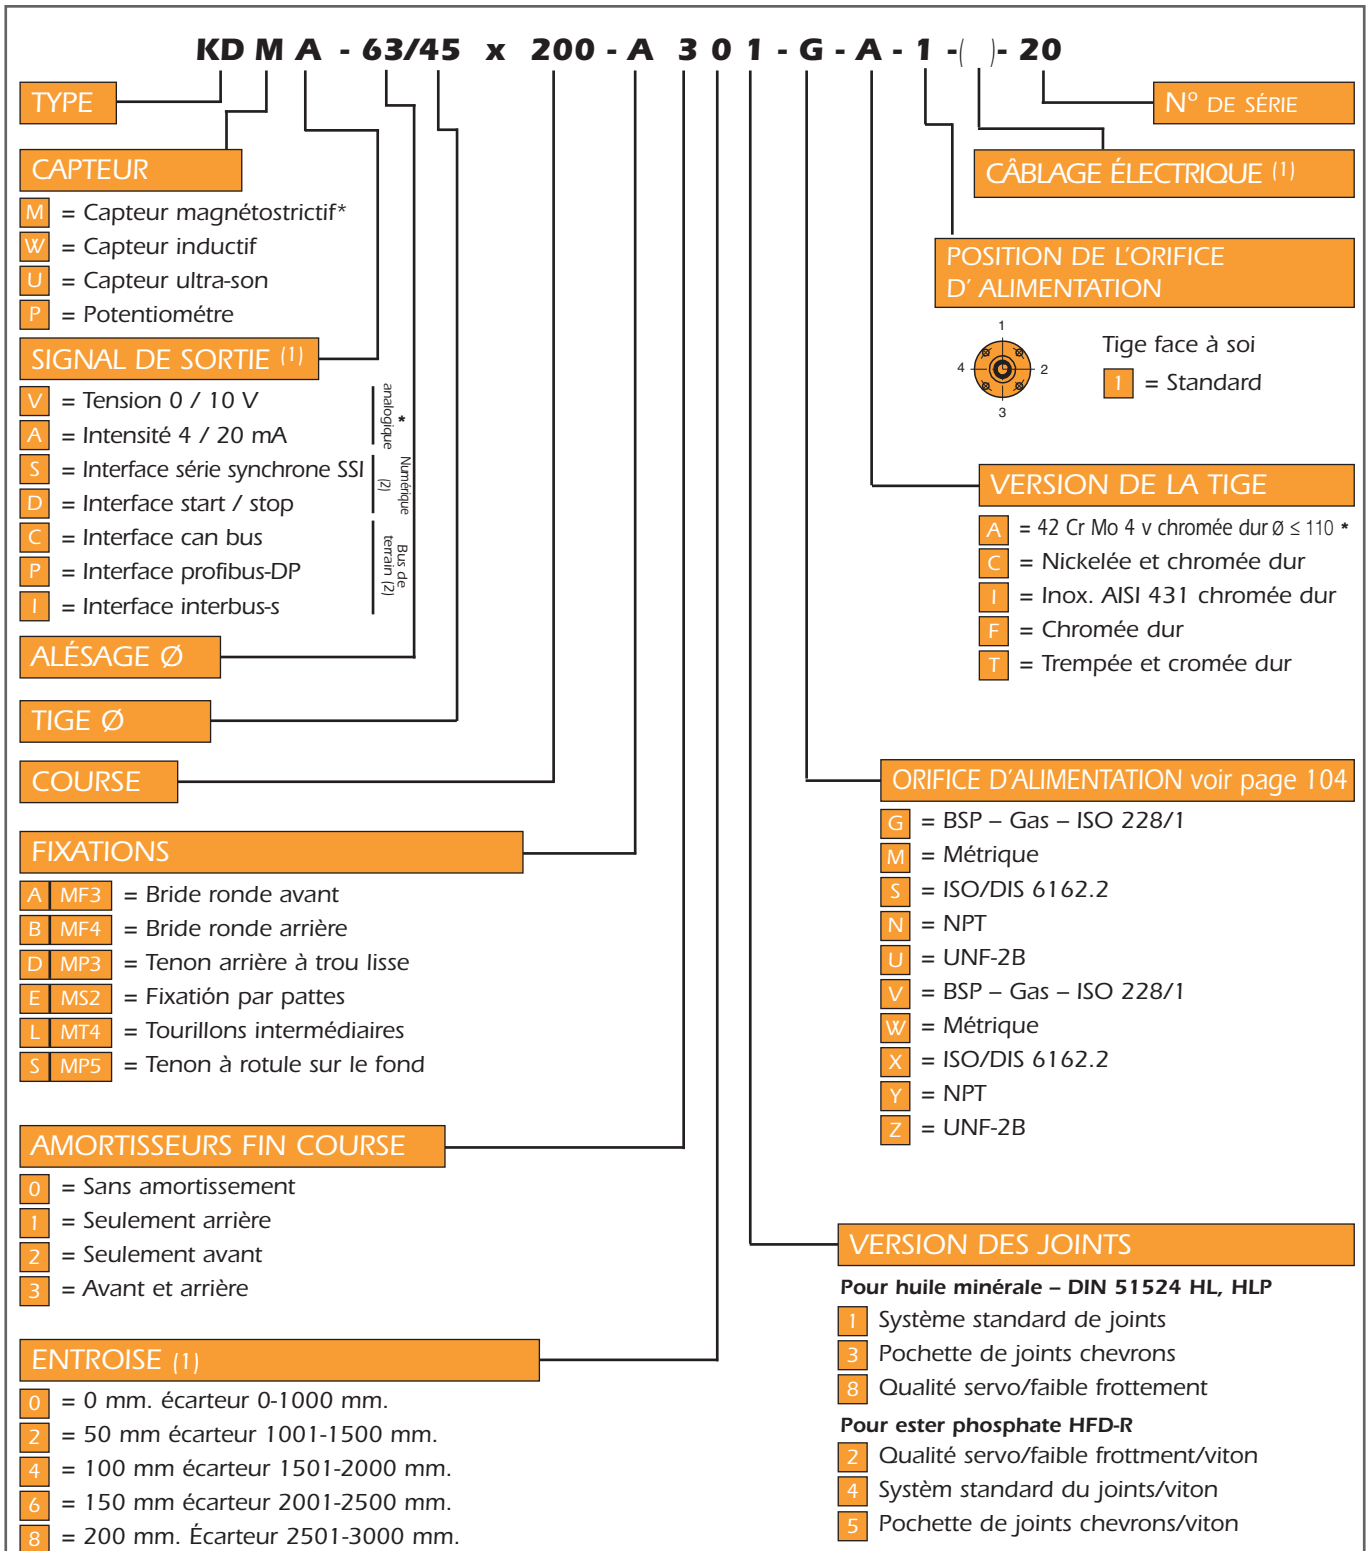 KD M A - 63/45 x 200 - A 3 0 1 - G - A - 1 -( )- 20
TYPE
N° DE SÉRIE
CAPTEUR
M = Capteur magnétostrictif*
W = Capteur inductif
U = Capteur ultra-son
P = Potentiométre
CÂBLAGE ÉLECTRIQUE (1)
POSITION DE L'ORIFICE
D' ALIMENTATION
1
2
3
4
Tige face à soi
1 = Standard
SIGNAL DE SORTIE (1)
V = Tension 0 / 10 V
A = Intensité 4 / 20 mA
S = Interface série synchrone SSI
D = Interface start / stop
C = Interface can bus
P = Interface profibus-DP
I = Interface interbus-s
*
analogique
Numérique
(2)
Bus de
terrain (2)
VERSION DE LA TIGE
A = 42 Cr Mo 4 v chromée dur Ø ≤ 110 *
C = Nickelée et chromée dur
I = Inox. AISI 431 chromée dur
F = Chromée dur
T = Trempée et cromée dur
ALÉSAGE Ø
TIGE Ø
COURSE
ORIFICE D'ALIMENTATION voir page 104
G = BSP – Gas – ISO 228/1
M = Métrique
S = ISO/DIS 6162.2
N = NPT
U = UNF-2B
V = BSP – Gas – ISO 228/1
W = Métrique
X = ISO/DIS 6162.2
Y = NPT
Z = UNF-2B
FIXATIONS
A MF3 = Bride ronde avant
B MF4 = Bride ronde arrière
D MP3 = Tenon arrière à trou lisse
E MS2 = Fixatión par pattes
L MT4 = Tourillons intermédiaires
S MP5 = Tenon à rotule sur le fond
AMORTISSEURS FIN COURSE
0 = Sans amortissement
1 = Seulement arrière
2 = Seulement avant
3 = Avant et arrière
VERSION DES JOINTS
Pour huile minérale – DIN 51524 HL, HLP
1 Système standard de joints
3 Pochette de joints chevrons
8 Qualité servo/faible frottement
Pour ester phosphate HFD-R
2 Qualité servo/faible frottment/viton
4 Systèm standard du joints/viton
5 Pochette de joints chevrons/viton
ENTROISE (1)
0 = 0 mm. écarteur 0-1000 mm.
2 = 50 mm écarteur 1001-1500 mm.
4 = 100 mm écarteur 1501-2000 mm.
6 = 150 mm écarteur 2001-2500 mm.
8 = 200 mm. Écarteur 2501-3000 mm.